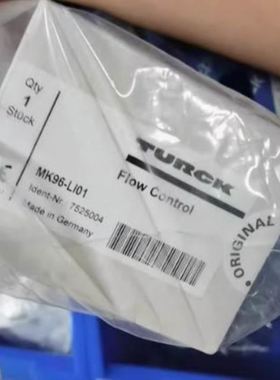 Qty
1
Stück
TURCK
Flow Control
MK96-LI01
Ident-Nr. 7525004
Made in Germany
ORIGINAL